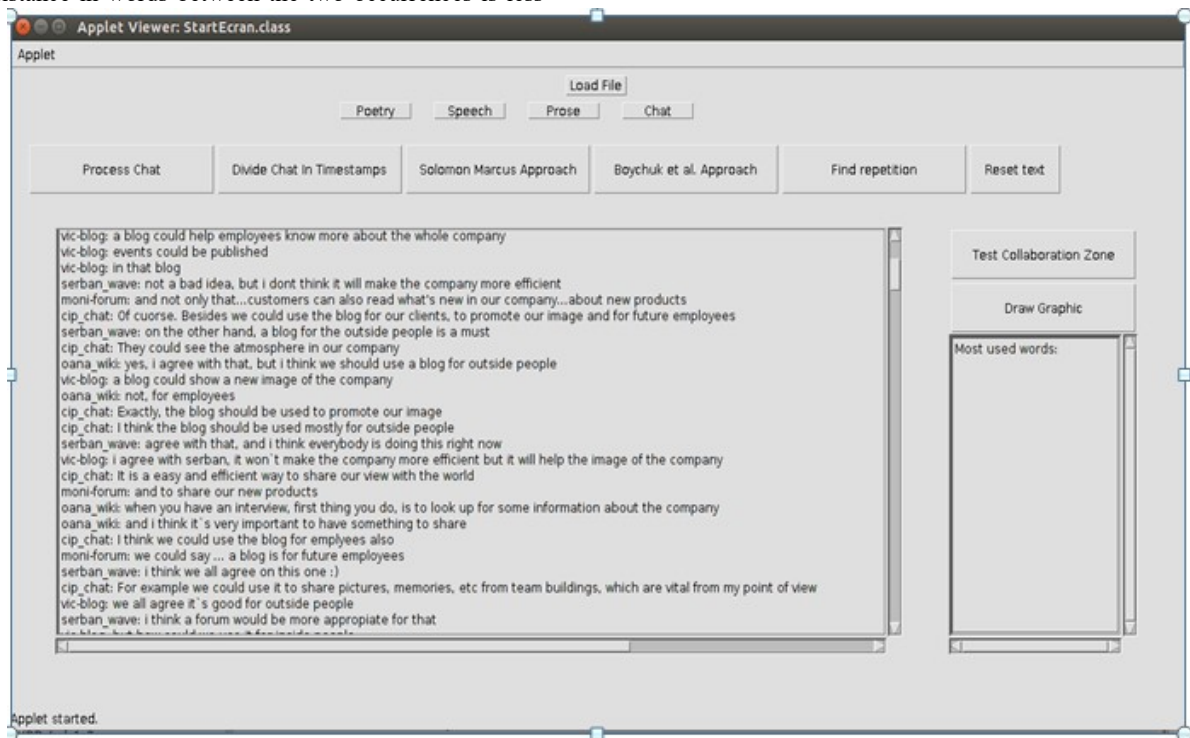 Applet Viewer: StartEcran.class
Applet
Load File
Poetry Speech Prose Chat
Process Chat Divide Chat In Timestamps Solomon Marcus Approach Boychuk et al. Approach Find repetition Reset text
vic-blog: a blog could help employees know more about the whole company
vic-blog: events could be published
vic-blog: in that blog
serban_wave: not a bad idea, but i dont think it will make the company more efficient
moni-forum: and not only that...customers can also read what's new in our company...about new products
cip_chat: Of cuorse. Besides we could use the blog for our clients, to promote our image and for future employees
serban_wave: on the other hand, a blog for the outside people is a must
cip_chat: They could see the atmosphere in our company
oana_wiki: yes, i agree with that, but i think we should use a blog for outside people
vic-blog: a blog could show a new image of the company
oana_wiki: not, for employees
cip_chat: Exactly, the blog should be used to promote our image
cip_chat: I think the blog should be used mostly for outside people
serban_wave: agree with that, and i think everybody is doing this right now
vic-blog: i agree with serban, it won`t make the company more efficient but it will help the image of the company
cip_chat: It is a easy and efficient way to share our view with the world
moni-forum: and to share our new products
oana_wiki: when you have an interview, first thing you do, is to look up for some information about the company
oana_wiki: and i think it`s very important to have something to share
cip_chat: I think we could use the blog for emplyees also
moni-forum: we could say ... a blog is for future employees
serban_wave: i think we all agree on this one :)
cip_chat: For example we could use it to share pictures, memories, etc from team buildings, which are vital from my point of view
vic-blog: we all agree it`s good for outside people
serban_wave: i think a forum would be more appropiate for that
Test Collaboration Zone
Draw Graphic
Most used words:
Applet started.